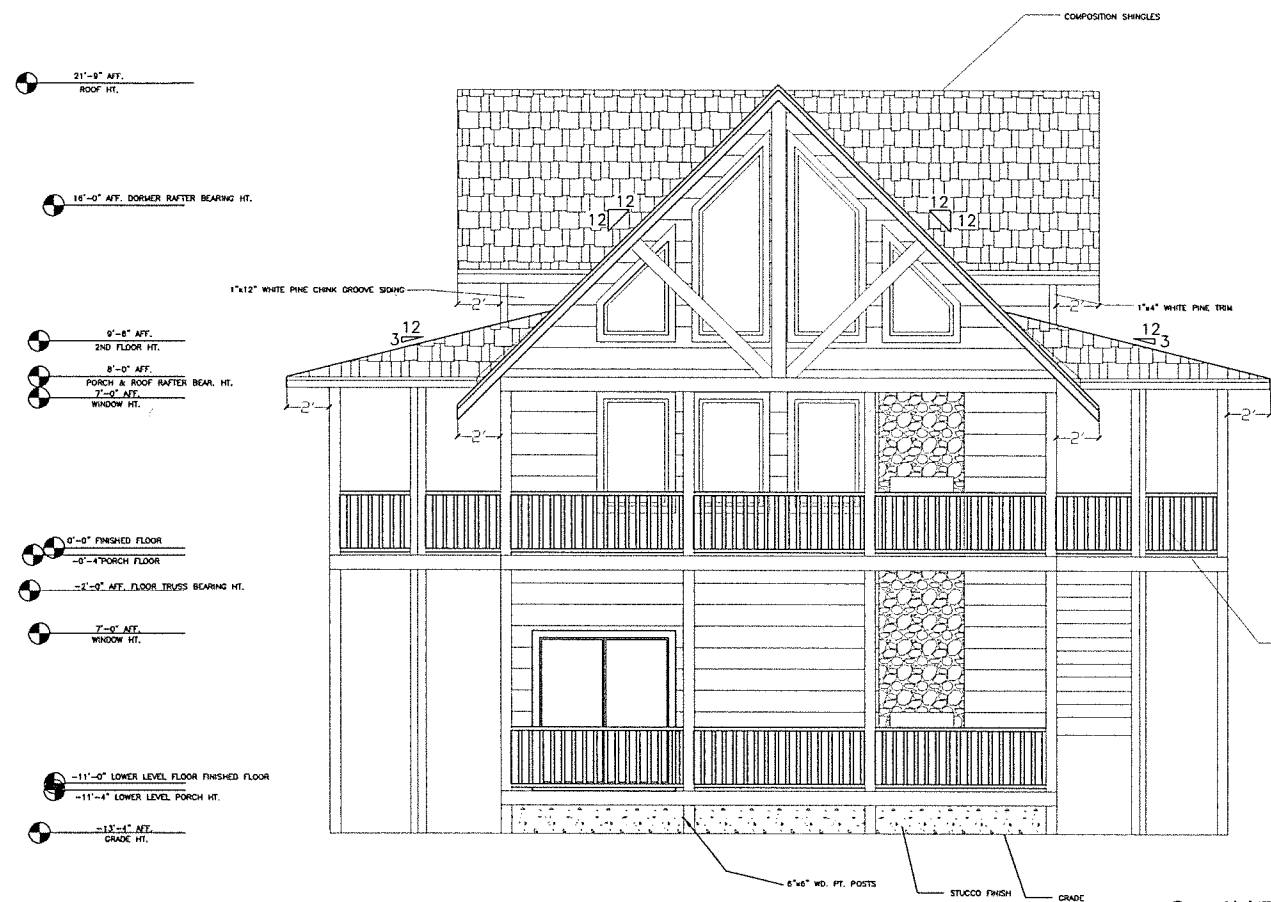 COMPOSITION SHINGLES
21'-9" AFF.
ROOF HT.
16'-0" AFF. DORMER RAFTER BEARING HT.
12
12
12
12
1"x12" WHITE PINE CHINK GROOVE SIDING
2'
2'
1"x4" WHITE PINE TRIM
9'-8" AFF.
2ND FLOOR HT.
12
3
12
3
8'-0" AFF.
PORCH & ROOF RAFTER BEAR. HT.
7'-0" AFF.
WINDOW HT.
2'
2'
2'
2'
0'-0" FINISHED FLOOR
-0'-4" PORCH FLOOR
-2'-0" AFF. FLOOR TRUSS BEARING HT.
7'-0" AFF.
WINDOW HT.
-11'-0" LOWER LEVEL FLOOR FINISHED FLOOR
-11'-4" LOWER LEVEL PORCH HT.
-13'-4" AFF.
GRADE HT.
6"x6" WD. PT. POSTS
STUCCO FINISH
GRADE